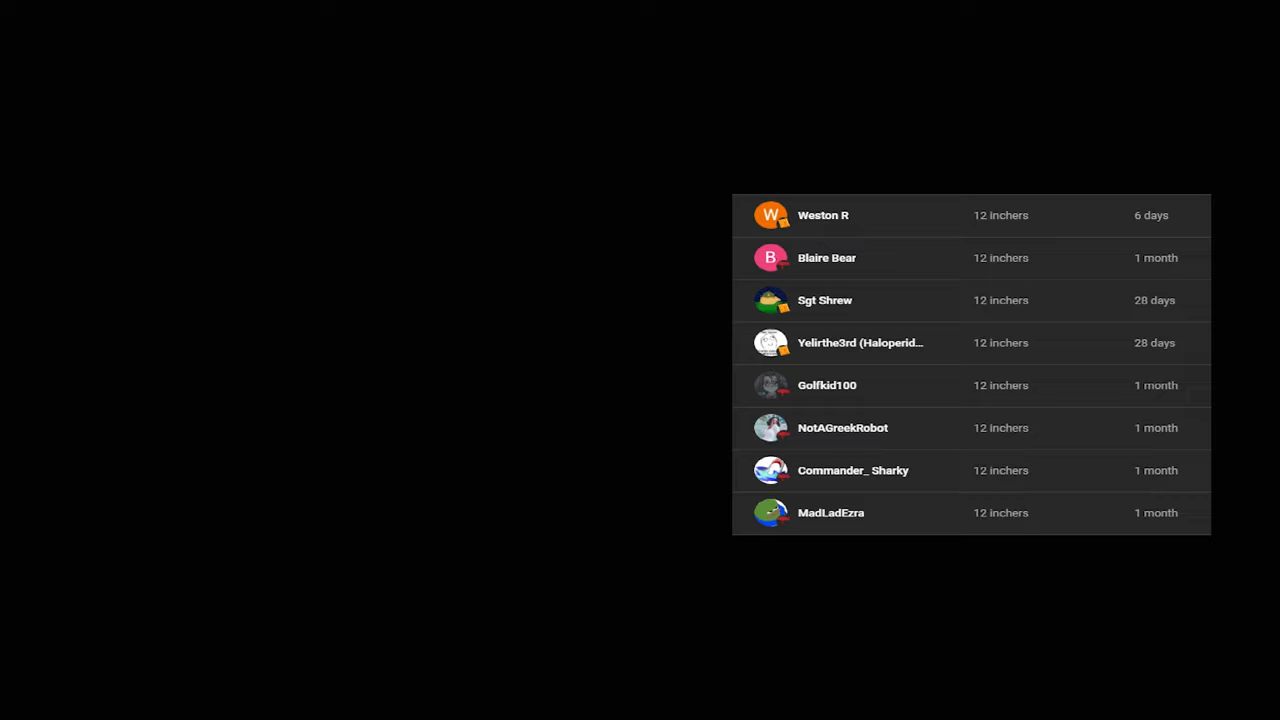 W Weston R 12 inchers 6 days
B Blaire Bear 12 inchers 1 month
Sgt Shrew 12 inchers 28 days
Yelirthe3rd (Haloperid... 12 inchers 28 days
Golfkid100 12 inchers 1 month
NotAGreekRobot 12 inchers 1 month
Commander_ Sharky 12 inchers 1 month
MadLadEzra 12 inchers 1 month